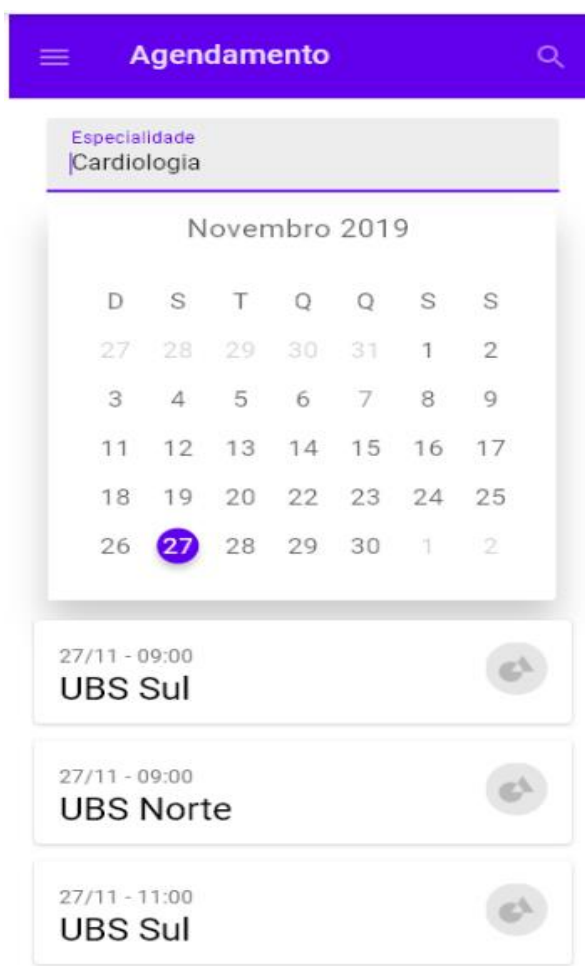 Agendamento
Especialidade
Cardiologia
Novembro 2019
D S T Q Q S S
27 28 29 30 31 1 2
3 4 5 6 7 8 9
11 12 13 14 15 16 17
18 19 20 22 23 24 25
26 27 28 29 30 1 2
27/11 - 09:00
UBS Sul
27/11 - 09:00
UBS Norte
27/11 - 11:00
UBS Sul